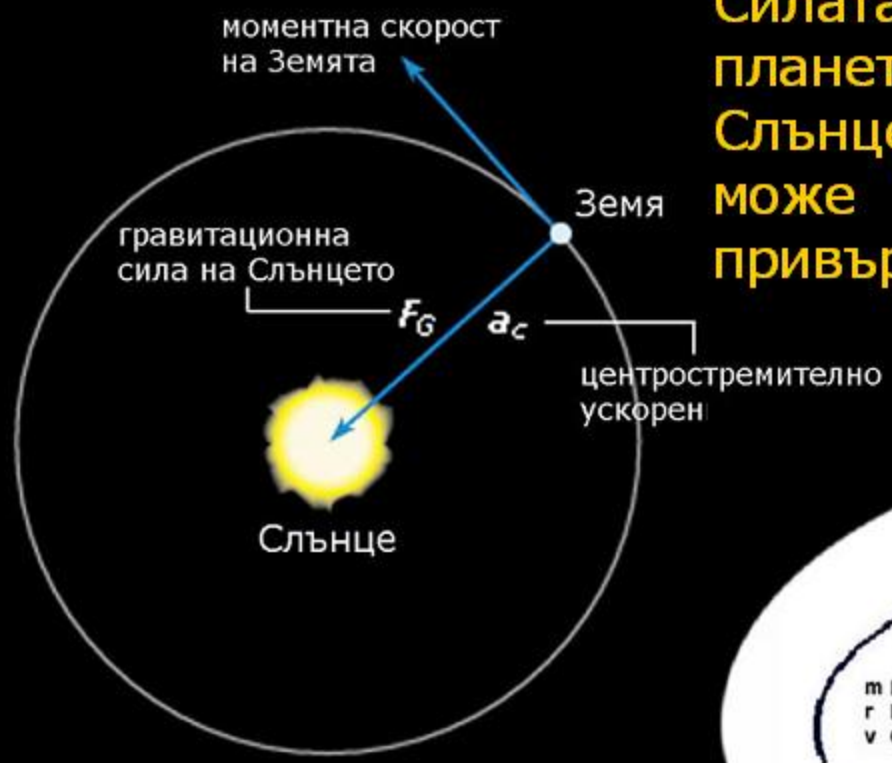 моментна скорост
на Земята
Земя
гравитационна
сила на Слънцето
F_G
a_c
центростремително
ускорен
Слънце
Силата
планет
Слънце
може
привър
m
r
v